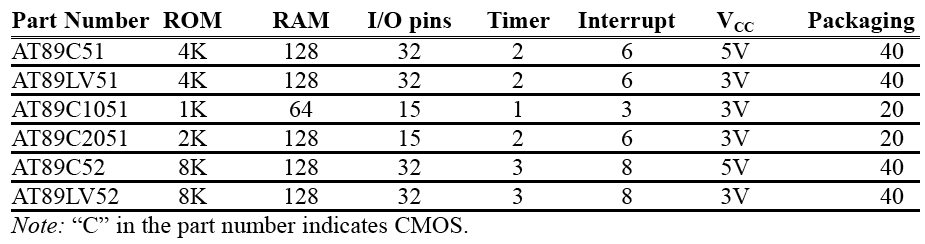 Part Number ROM RAM I/O pins Timer Interrupt VCC Packaging
AT89C51 4K 128 32 2 6 5V 40
AT89LV51 4K 128 32 2 6 3V 40
AT89C1051 1K 64 15 1 3 3V 20
AT89C2051 2K 128 15 2 6 3V 20
AT89C52 8K 128 32 3 8 5V 40
AT89LV52 8K 128 32 3 8 3V 40
Note: “C” in the part number indicates CMOS.